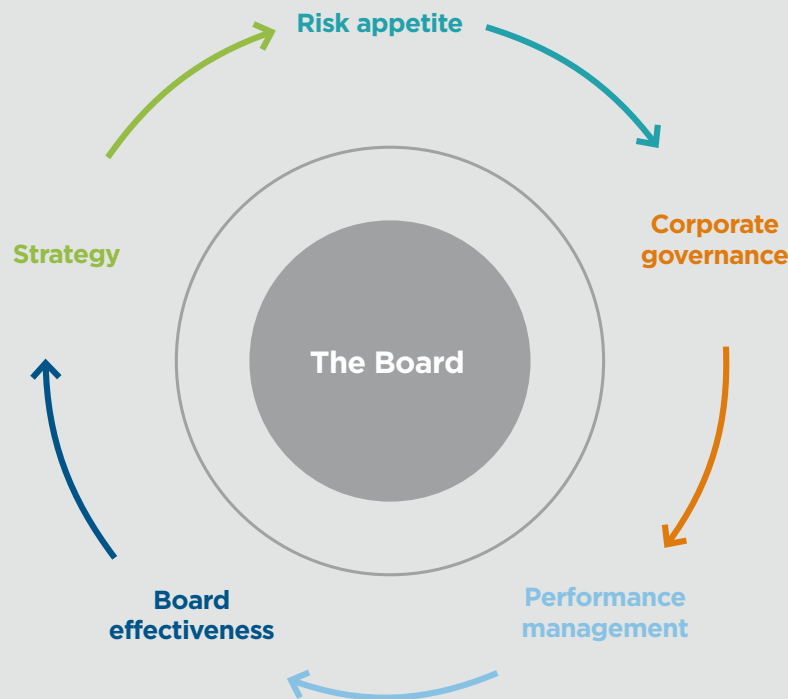 Risk appetite
Corporate
governance
Strategy
The Board
Performance
management
Board
effectiveness